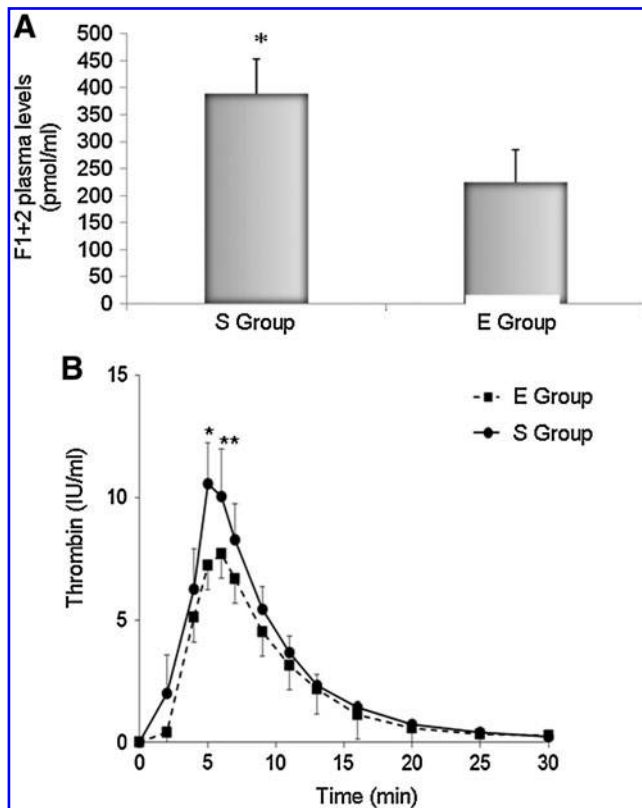 A
F1+2 plasma levels
(pmol/ml)
500
450
400
350
300
250
200
150
100
50
0
*
S Group
E Group
B
Thrombin (IU/ml)
15
10
5
0
* **
E Group
S Group
0 5 10 15 20 25 30
Time (min)